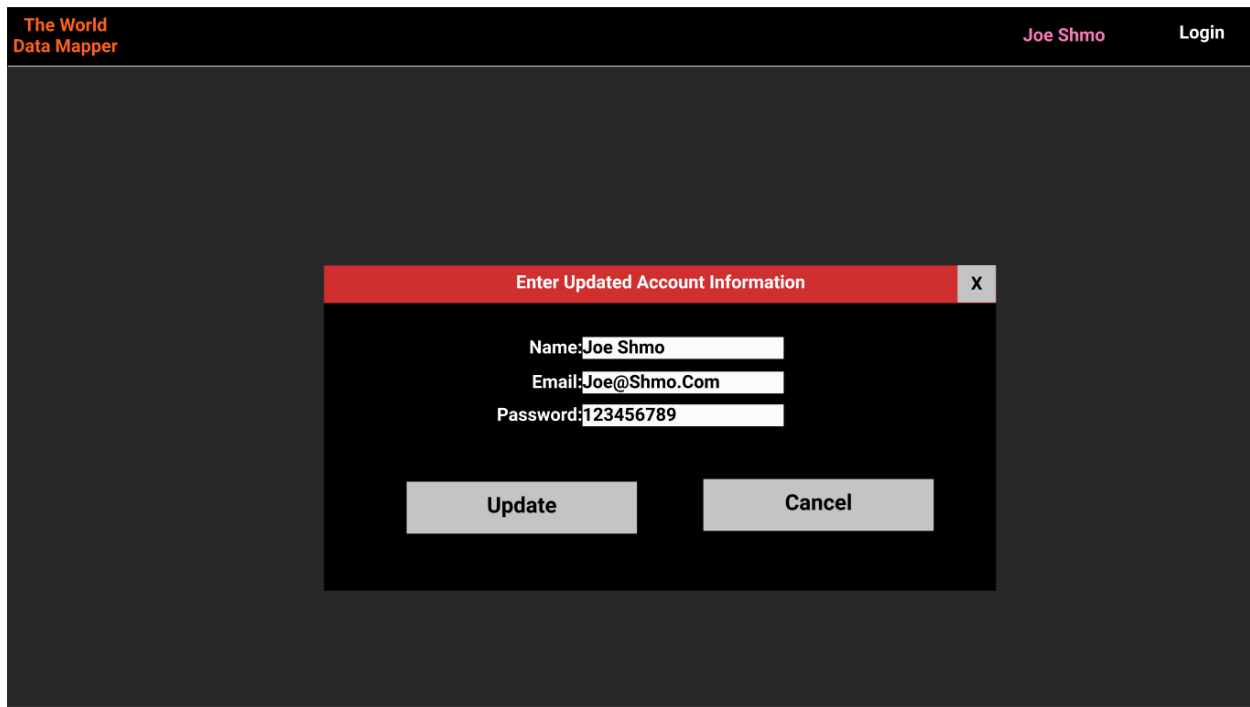 The World
Data Mapper
Joe Shmo
Login
Enter Updated Account Information
X
Name:Joe Shmo
Email:Joe@Shmo.Com
Password:123456789
Update
Cancel